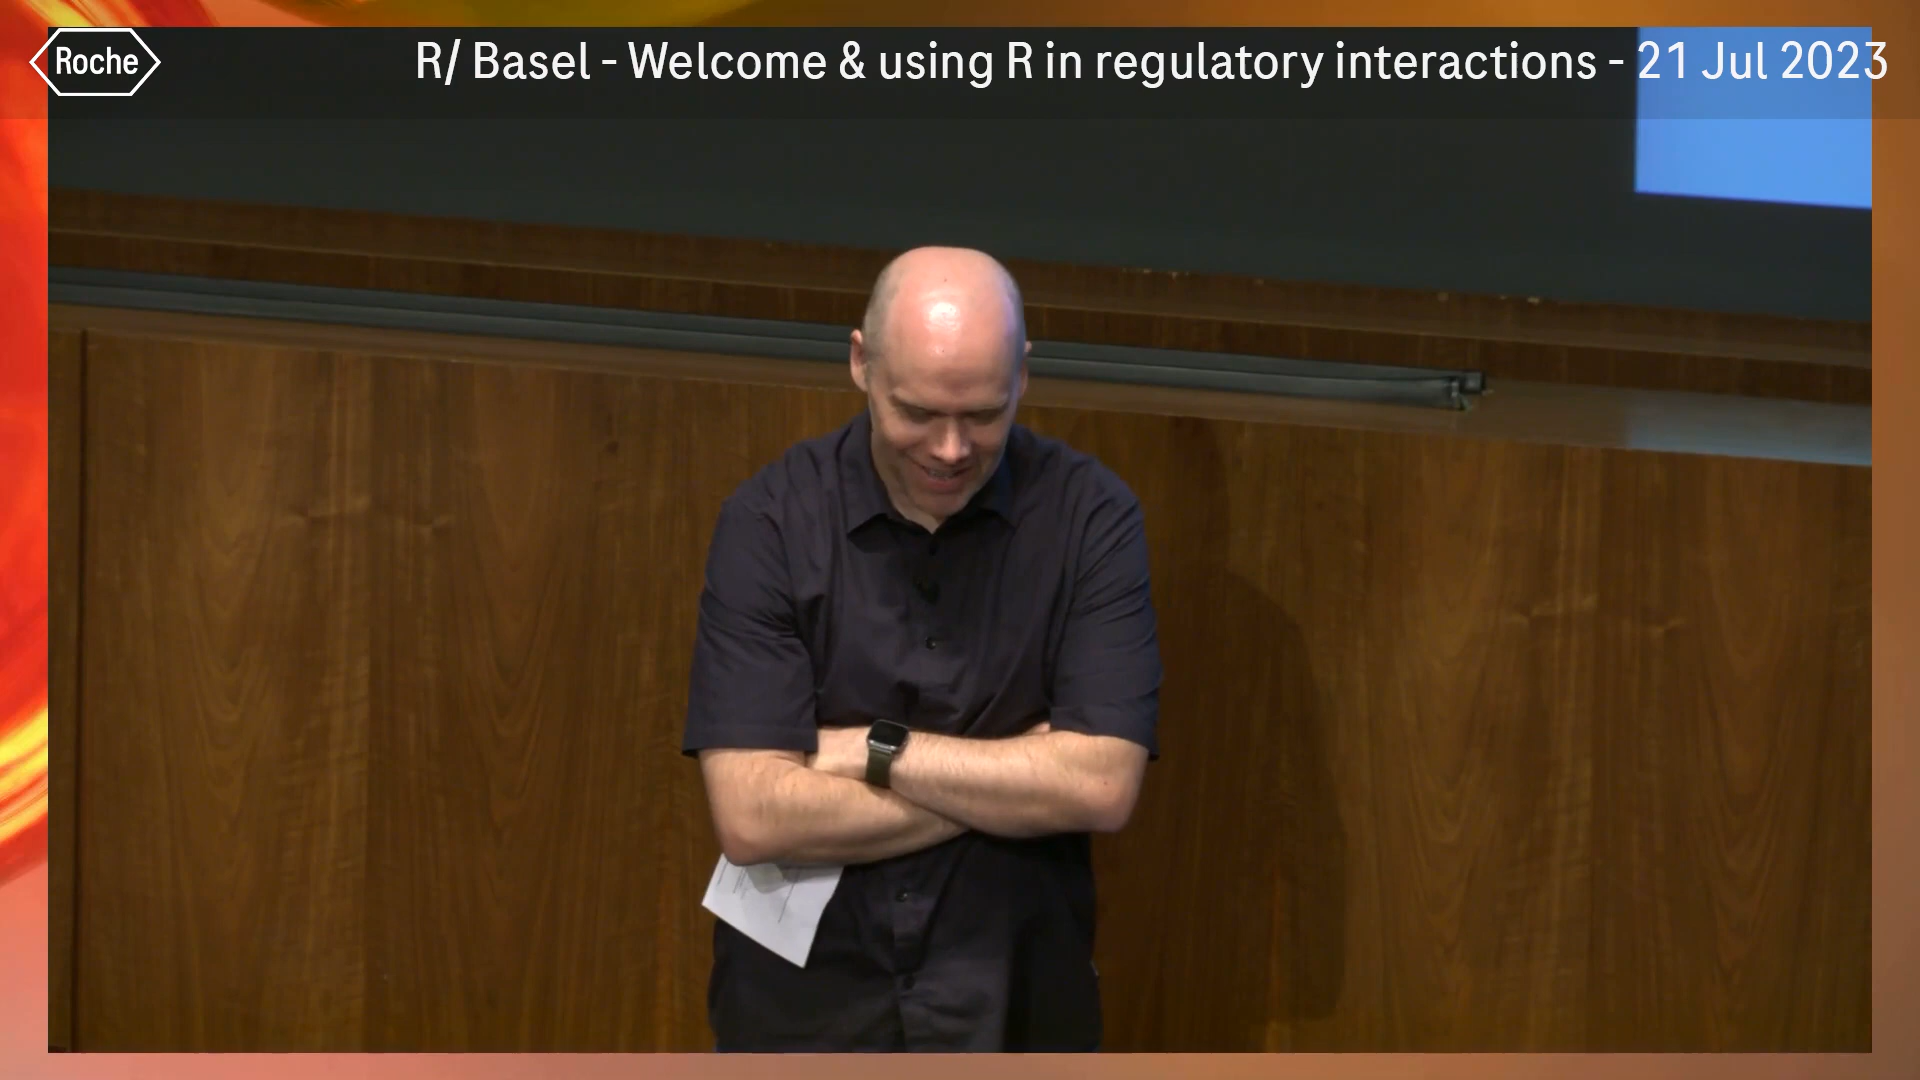 Roche
R/ Basel - Welcome & using R in regulatory interactions - 21 Jul 2023